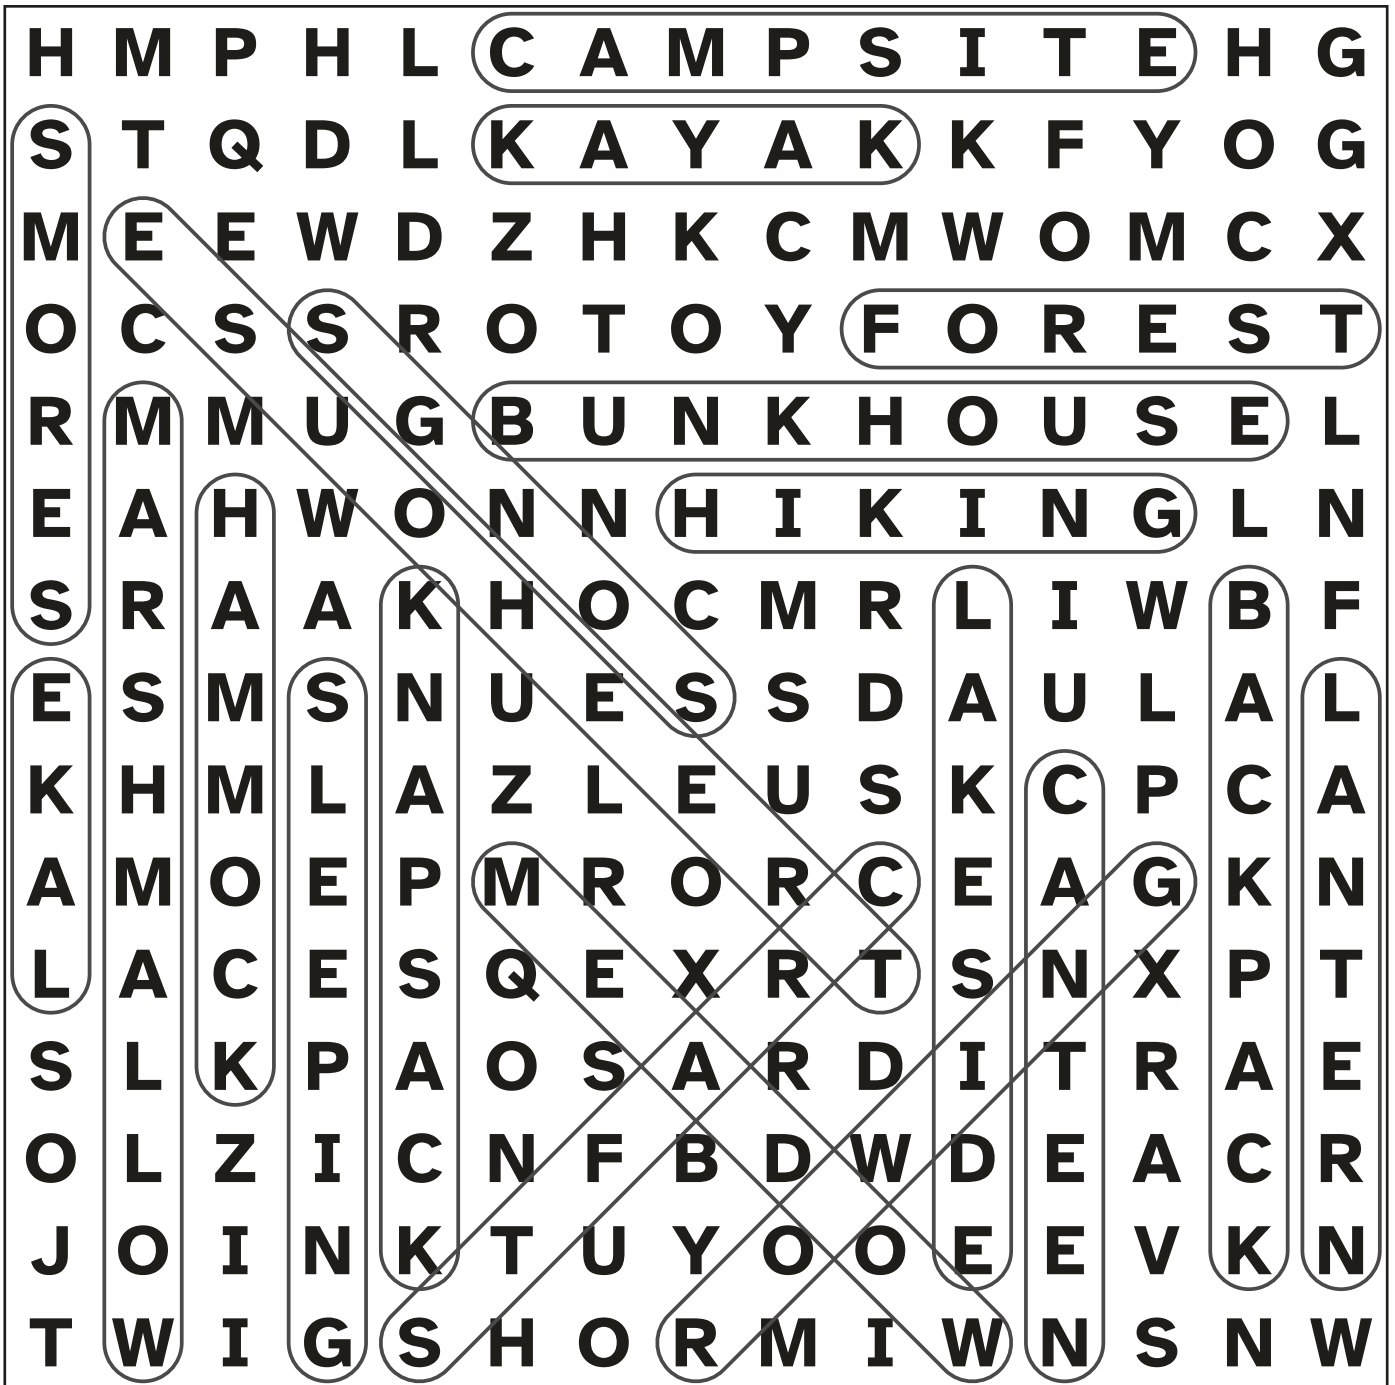 H M P H L C A M P S I T E H G
S T Q D L K A Y A K K F Y O G
M E E W D Z H K C M W O M C X
O C S S R O T O Y F O R E S T
R M M U G B U N K H O U S E L
E A H W O N N H I K I N G L N
S R A A K H O C M R L I W B F
E S M S N U E S S D A U L A L
K H M L A Z L E U S K C P C A
A M O E P M R O R C E A G K N
L A C E S Q E X R T S N X P T
S L K P A O S A R D I T R A E
O L Z I C N F B D W D E A C R
J O I N K T U Y O O E E V K N
T W I G S H O R M I W N S N W